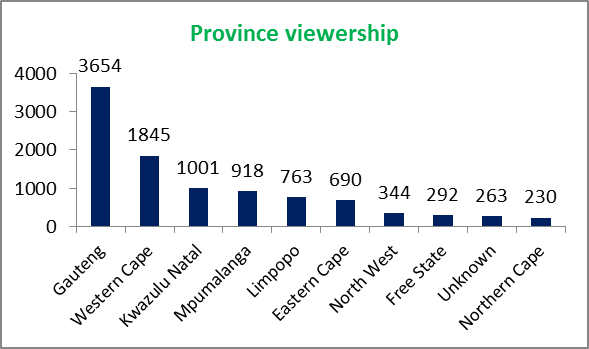 Province viewership
4000
3000
2000
1000
0
3654
1845
1001
918
763
690
344
292
263
230
Gauteng
Western Cape
Kwazulu Natal
Mpumalanga
Limpopo
Eastern Cape
North West
Free State
Unknown
Northern Cape